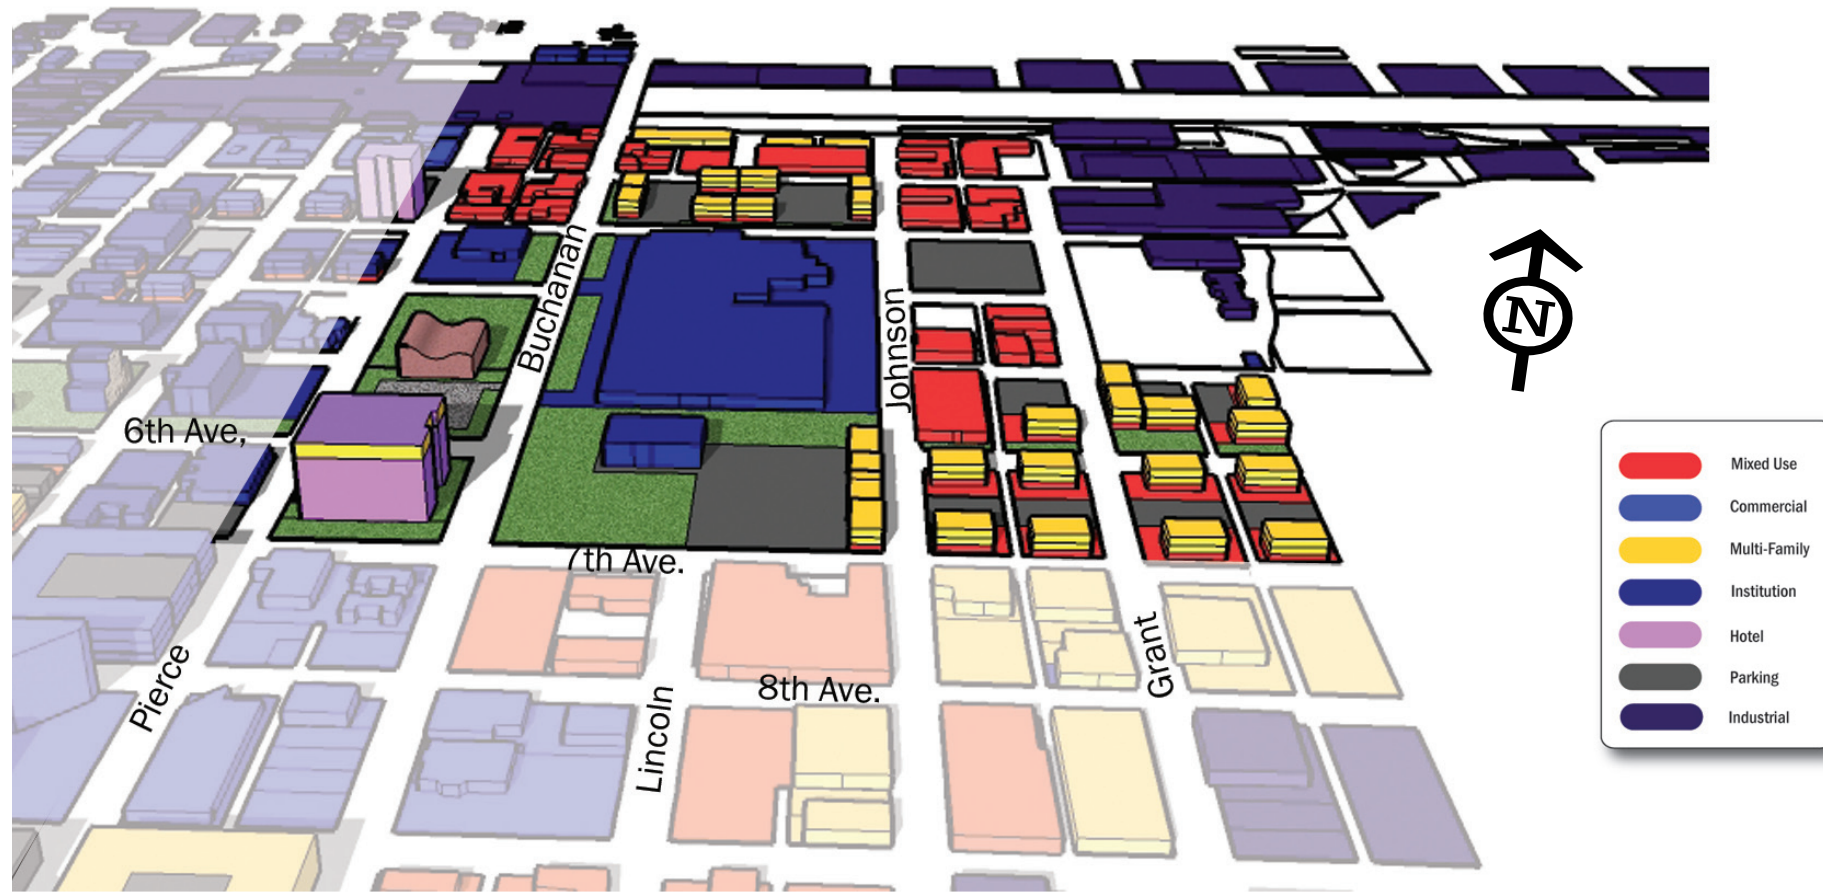 Buchanan
Johnson
N
6th Ave,
7th Ave.
Pierce
Lincoln
8th Ave.
Grant
Mixed Use
Commercial
Multi-Family
Institution
Hotel
Parking
Industrial